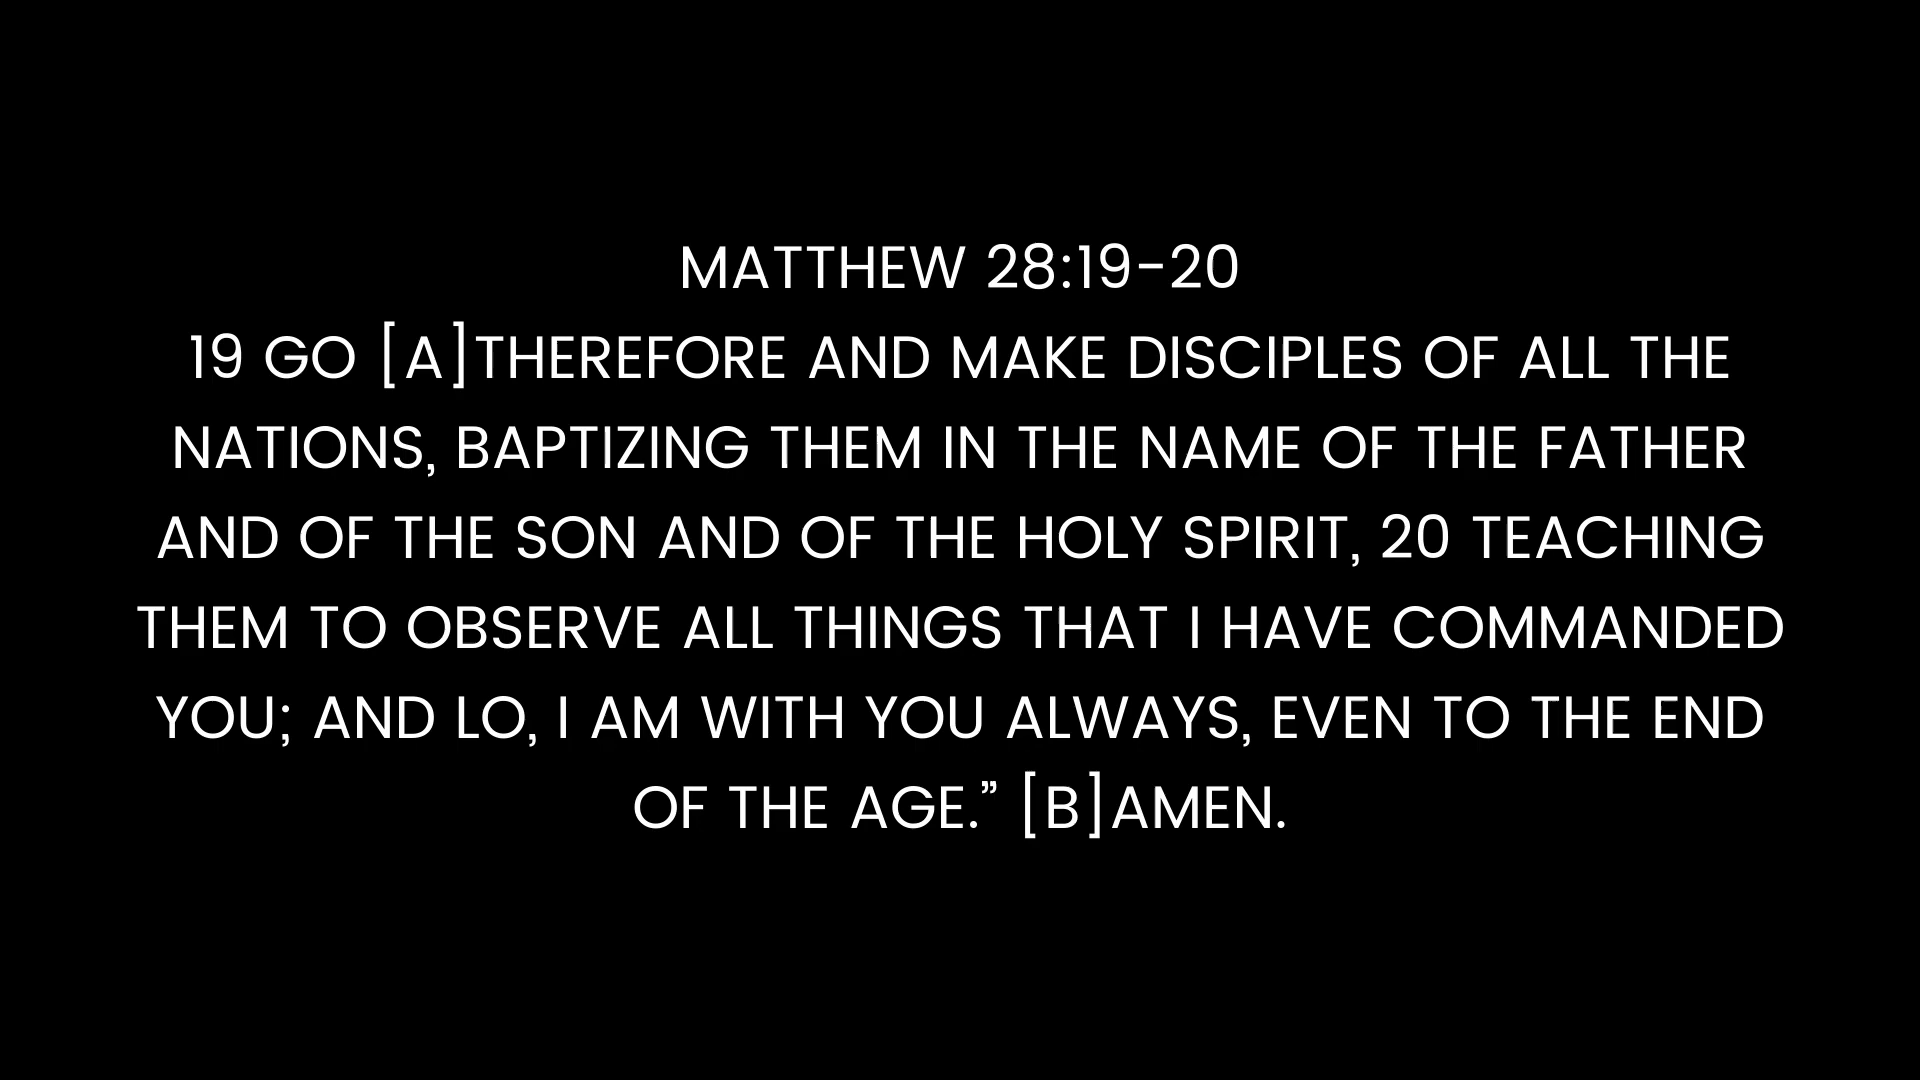 MATTHEW 28:19-20
19 GO [A]THEREFORE AND MAKE DISCIPLES OF ALL THE
NATIONS, BAPTIZING THEM IN THE NAME OF THE FATHER
AND OF THE SON AND OF THE HOLY SPIRIT, 20 TEACHING
THEM TO OBSERVE ALL THINGS THAT I HAVE COMMANDED
YOU; AND LO, I AM WITH YOU ALWAYS, EVEN TO THE END
OF THE AGE.” [B]AMEN.